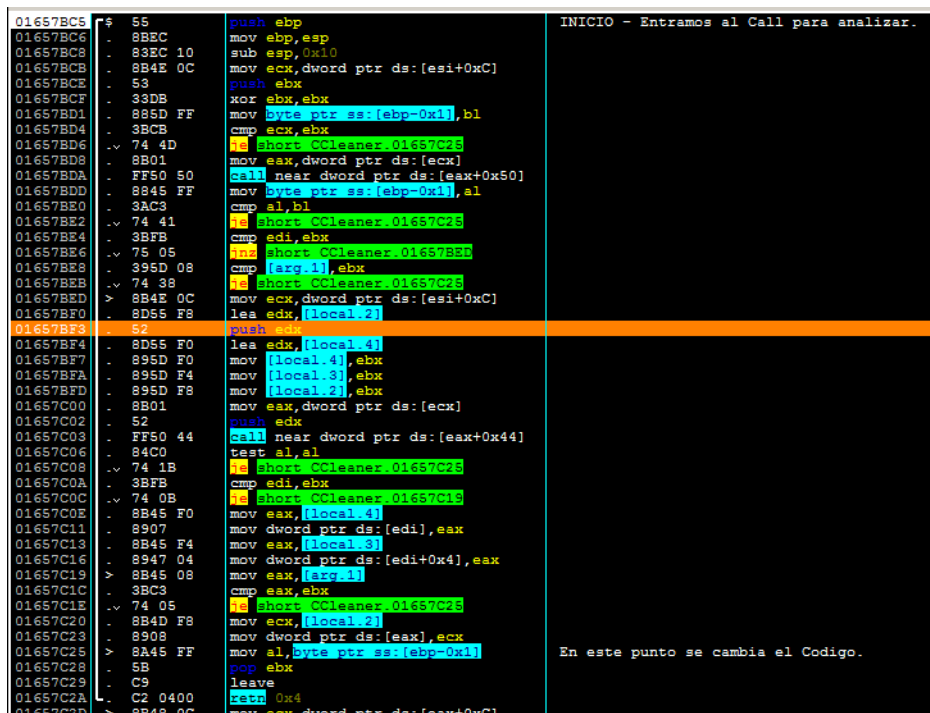 01657BC5 $ 55 push ebp INICIO - Entramos al Call para analizar.
01657BC6 . 8BEC mov ebp,esp
01657BC8 . 83EC 10 sub esp,0x10
01657BCB . 8B4E 0C mov ecx,dword ptr ds:[esi+0xC]
01657BCE . 53 push ebx
01657BCF . 33DB xor ebx,ebx
01657BD1 . 885D FF mov byte ptr ss:[ebp-0x1],bl
01657BD4 . 3BCB cmp ecx,ebx
01657BD6 .v 74 4D je short CCleaner.01657C25
01657BD8 . 8B01 mov eax,dword ptr ds:[ecx]
01657BDA . FF50 50 call near dword ptr ds:[eax+0x50]
01657BDD . 8845 FF mov byte ptr ss:[ebp-0x1],al
01657BE0 . 3AC3 cmp al,bl
01657BE2 .v 74 41 je short CCleaner.01657C25
01657BE4 . 3BFB cmp edi,ebx
01657BE6 .v 75 05 jnz short CCleaner.01657BED
01657BE8 . 395D 08 cmp [arg.1],ebx
01657BEB .v 74 38 je short CCleaner.01657C25
01657BED > 8B4E 0C mov ecx,dword ptr ds:[esi+0xC]
01657BF0 . 8D55 F8 lea edx,[local.2]
01657BF3 . 52 push edx
01657BF4 . 8D55 F0 lea edx,[local.4]
01657BF7 . 895D F0 mov [local.4],ebx
01657BFA . 895D F4 mov [local.3],ebx
01657BFD . 895D F8 mov [local.2],ebx
01657C00 . 8B01 mov eax,dword ptr ds:[ecx]
01657C02 . 52 push edx
01657C03 . FF50 44 call near dword ptr ds:[eax+0x44]
01657C06 . 84C0 test al,al
01657C08 .v 74 1B je short CCleaner.01657C25
01657C0A . 3BFB cmp edi,ebx
01657C0C .v 74 0B je short CCleaner.01657C19
01657C0E . 8B45 F0 mov eax,[local.4]
01657C11 . 8907 mov dword ptr ds:[edi],eax
01657C13 . 8B45 F4 mov eax,[local.3]
01657C16 . 8947 04 mov dword ptr ds:[edi+0x4],eax
01657C19 > 8B45 08 mov eax,[arg.1]
01657C1C . 3BC3 cmp eax,ebx
01657C1E .v 74 05 je short CCleaner.01657C25
01657C20 . 8B4D F8 mov ecx,[local.2]
01657C23 . 8908 mov dword ptr ds:[eax],ecx
01657C25 > 8A45 FF mov al,byte ptr ss:[ebp-0x1] En este punto se cambia el Codigo.
01657C28 . 5B pop ebx
01657C29 . C9 leave
01657C2A . C2 0400 retn 0x4